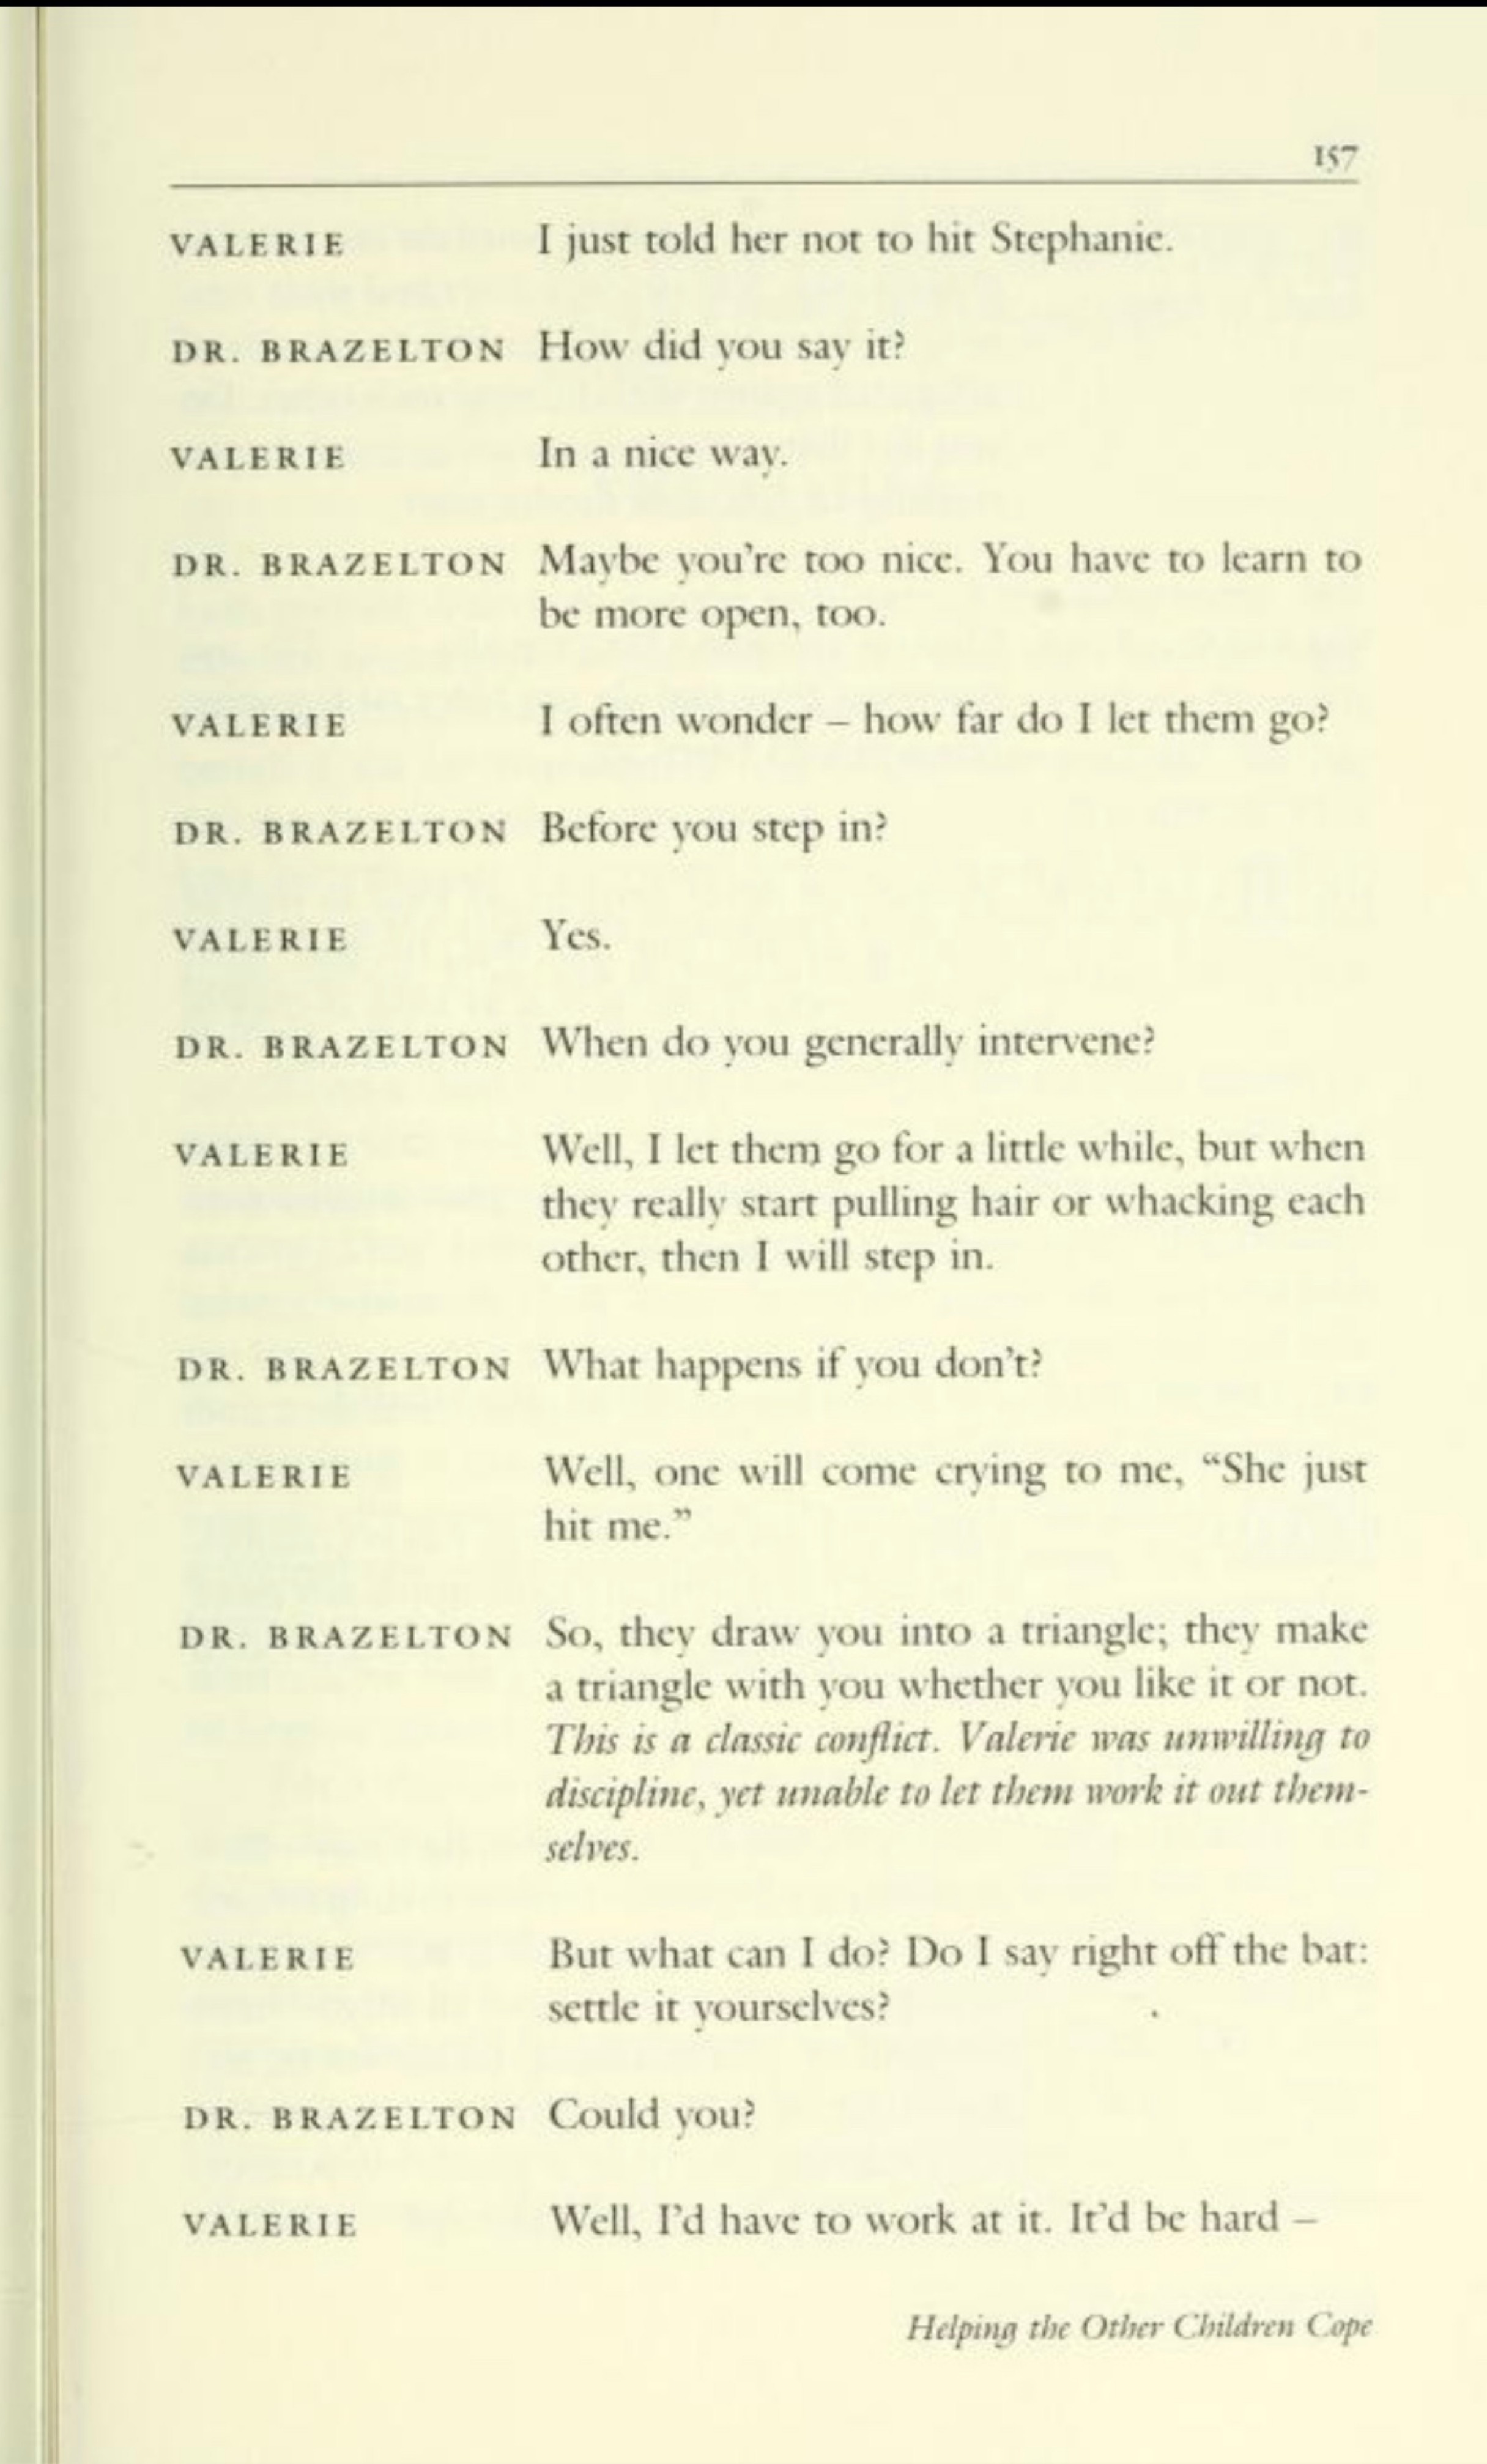 157
VALERIE I just told her not to hit Stephanie.
DR. BRAZELTON How did you say it?
VALERIE In a nice way.
DR. BRAZELTON Maybe you're too nice. You have to learn to
be more open, too.
VALERIE I often wonder – how far do I let them go?
DR. BRAZELTON Before you step in?
VALERIE Yes.
DR. BRAZELTON When do you generally intervene?
VALERIE Well, I let them go for a little while, but when
they really start pulling hair or whacking each
other, then I will step in.
DR. BRAZELTON What happens if you don't?
VALERIE Well, one will come crying to me, “She just
hit me.”
DR. BRAZELTON So, they draw you into a triangle; they make
a triangle with you whether you like it or not.
This is a classic conflict. Valerie was unwilling to
discipline, yet unable to let them work it out them-
selves.
VALERIE But what can I do? Do I say right off the bat:
settle it yourselves?
DR. BRAZELTON Could you?
VALERIE Well, I'd have to work at it. It'd be hard –
Helping the Other Children Cope